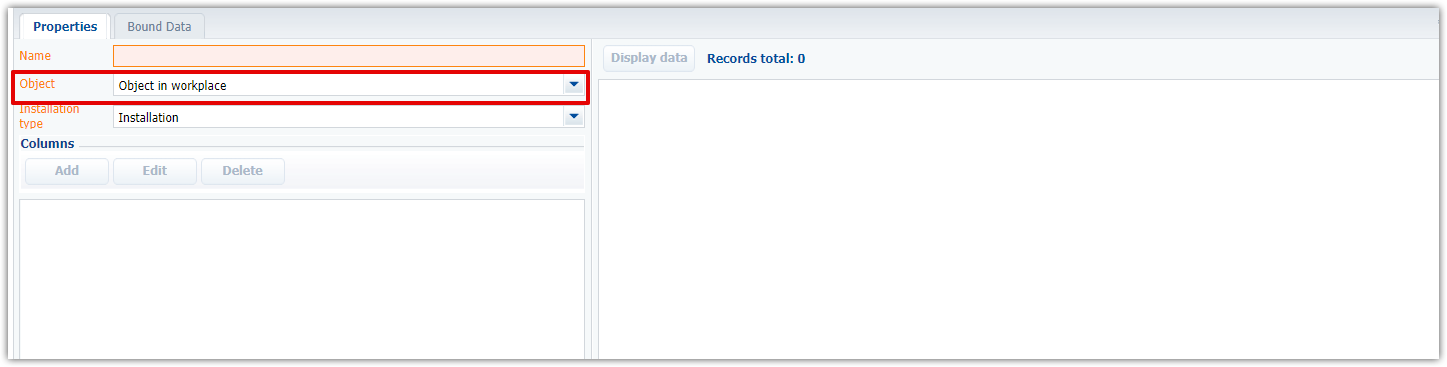 Properties
Bound Data
Name
Object
Object in workplace
Installation
type
Installation
Columns
Add
Edit
Delete
Display data
Records total: 0